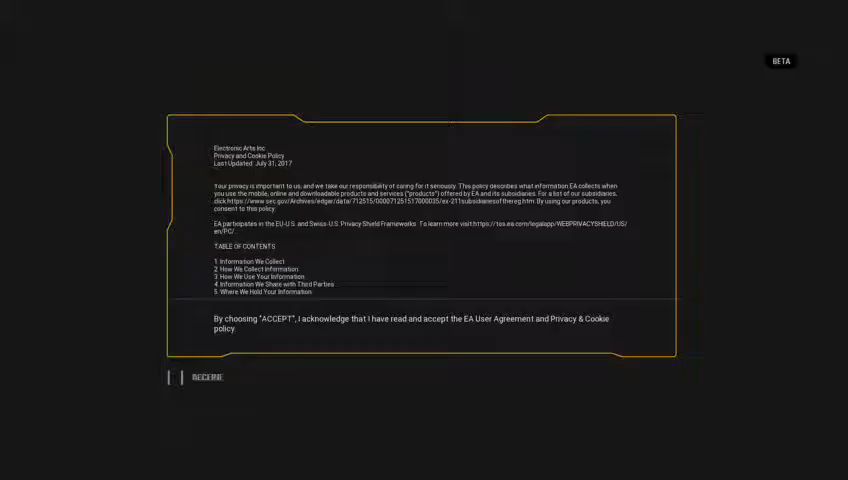 BETA
Electronic Arts Inc
Privacy and Cookie Policy
Last Updated: July 31, 2017
Your privacy is important to us, and we take our responsibility of caring for it seriously. This policy describes what information EA collects when
you use the mobile, online and downloadable products and services ("products") offered by EA and its subsidiaries. For a list of our subsidiaries,
click https://www.sec.gov/Archives/edgar/data/712515/000071251517000035/ex-211subsidiariesofthereg.htm. By using our products, you
consent to this policy.
EA participates in the EU-U.S. and Swiss-U.S. Privacy Shield Frameworks. To learn more visit https://tos.ea.com/legalapp/WEBPRIVACYSHIELD/US/
en/PC/
TABLE OF CONTENTS
1. Information We Collect
2. How We Collect Information
3. How We Use Your Information
4. Information We Share with Third Parties
5. Where We Hold Your Information
By choosing "ACCEPT", I acknowledge that I have read and accept the EA User Agreement and Privacy & Cookie
policy.